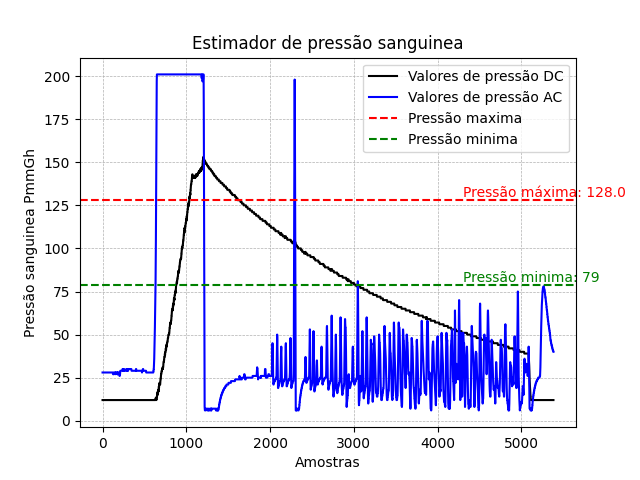 Estimador de pressão sanguinea
Valores de pressão DC
Valores de pressão AC
Pressão maxima
Pressão minima
Pressão máxima: 128.0
Pressão minima: 79
Pressão sanguinea PmmGh
200
175
150
125
100
75
50
25
0
0 1000 2000 3000 4000 5000
Amostras